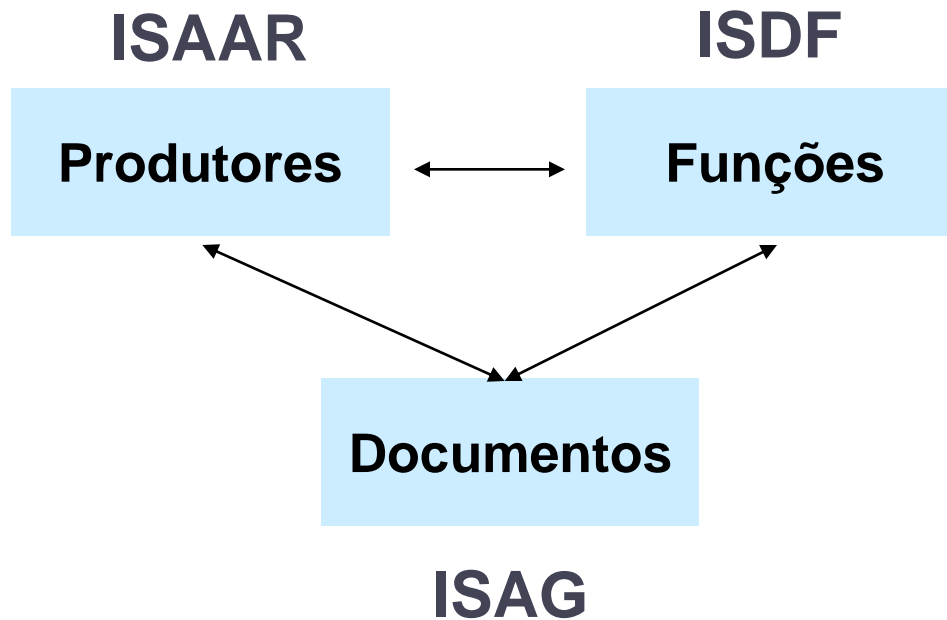 ISAAR
ISDF
Produtores
Funções
Documentos
ISAG